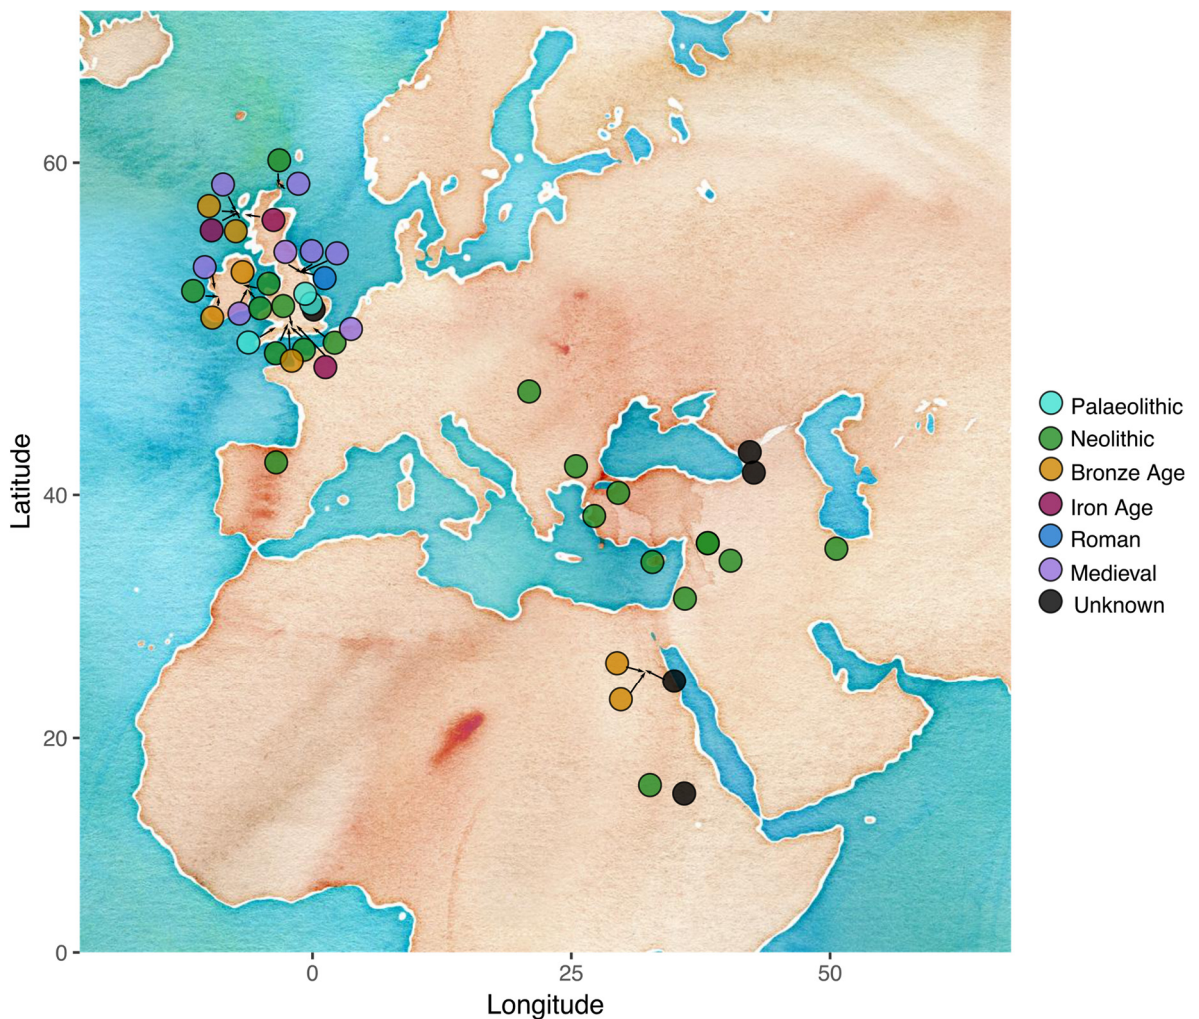 60
40
20
0
0
25
50
Latitude
Longitude
Palaeolithic
Neolithic
Bronze Age
Iron Age
Roman
Medieval
Unknown